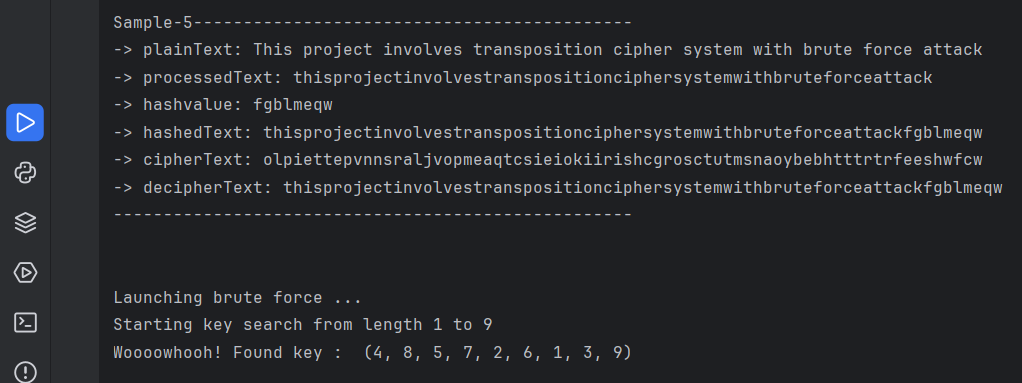 Sample-5--------------------------------------------
-> plainText: This project involves transposition cipher system with brute force attack
-> processedText: thisprojectinvolvestranspositionciphersystemwithbruteforceattack
-> hashvalue: fgblmeqw
-> hashedText: thisprojectinvolvestranspositionciphersystemwithbruteforceattackfgblmeqw
-> cipherText: olpiettepvnnsraljvopmeaqtcsieiokiirishcgrosctutmsnaoybebhtttrtrfeeshwfcw
-> decipherText: thisprojectinvolvestranspositionciphersystemwithbruteforceattackfgblmeqw
----------------------------------------------------
Launching brute force ...
Starting key search from length 1 to 9
Woooowhooh! Found key :  (4, 8, 5, 7, 2, 6, 1, 3, 9)